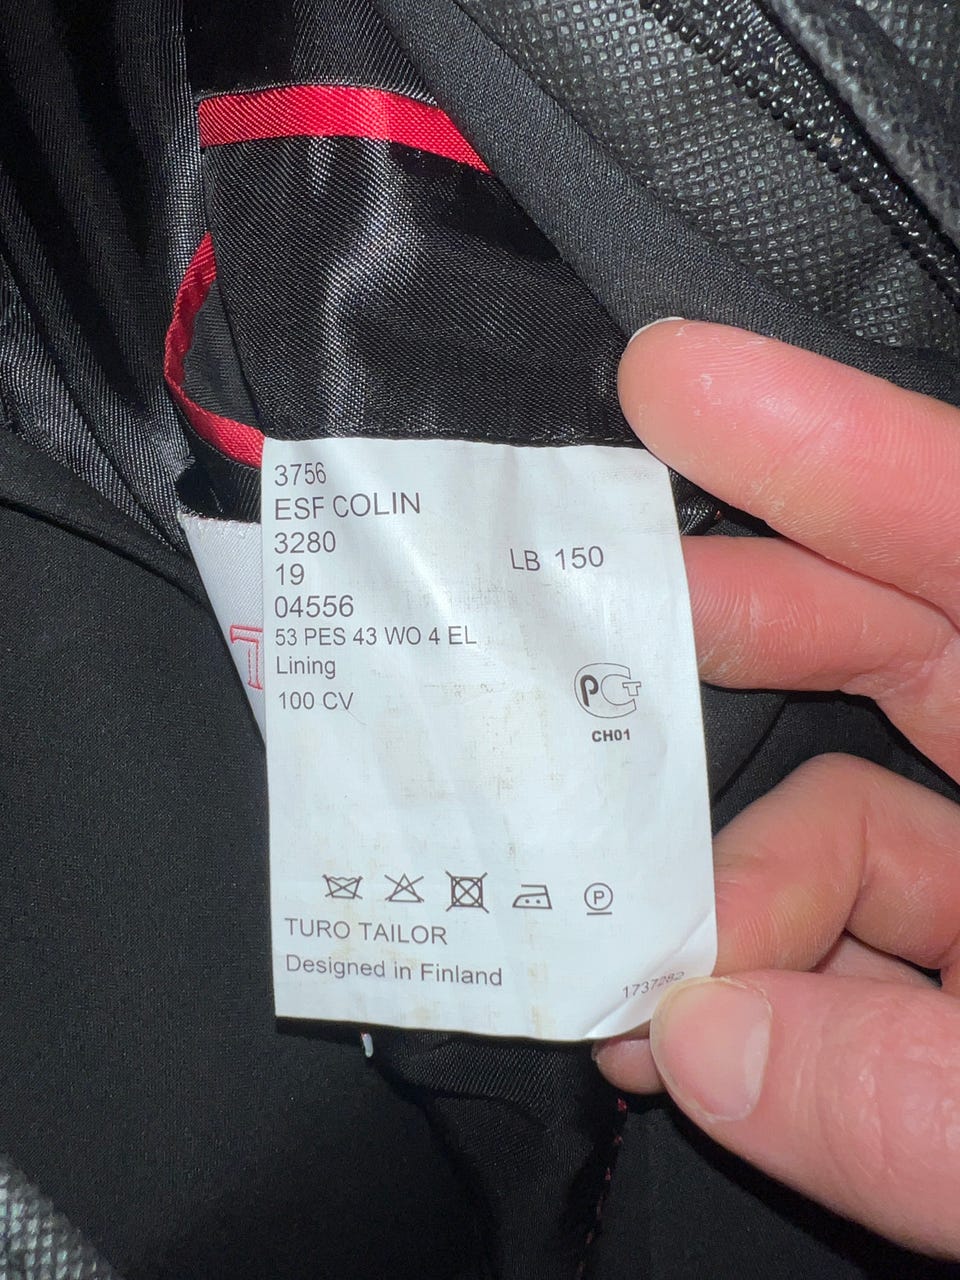 3756
ESF COLIN
3280
19
LB 150
04556
53 PES 43 WO 4 EL
Lining
100 CV
PCT
CH01
P
TURO TAILOR
Designed in Finland
1737282
T